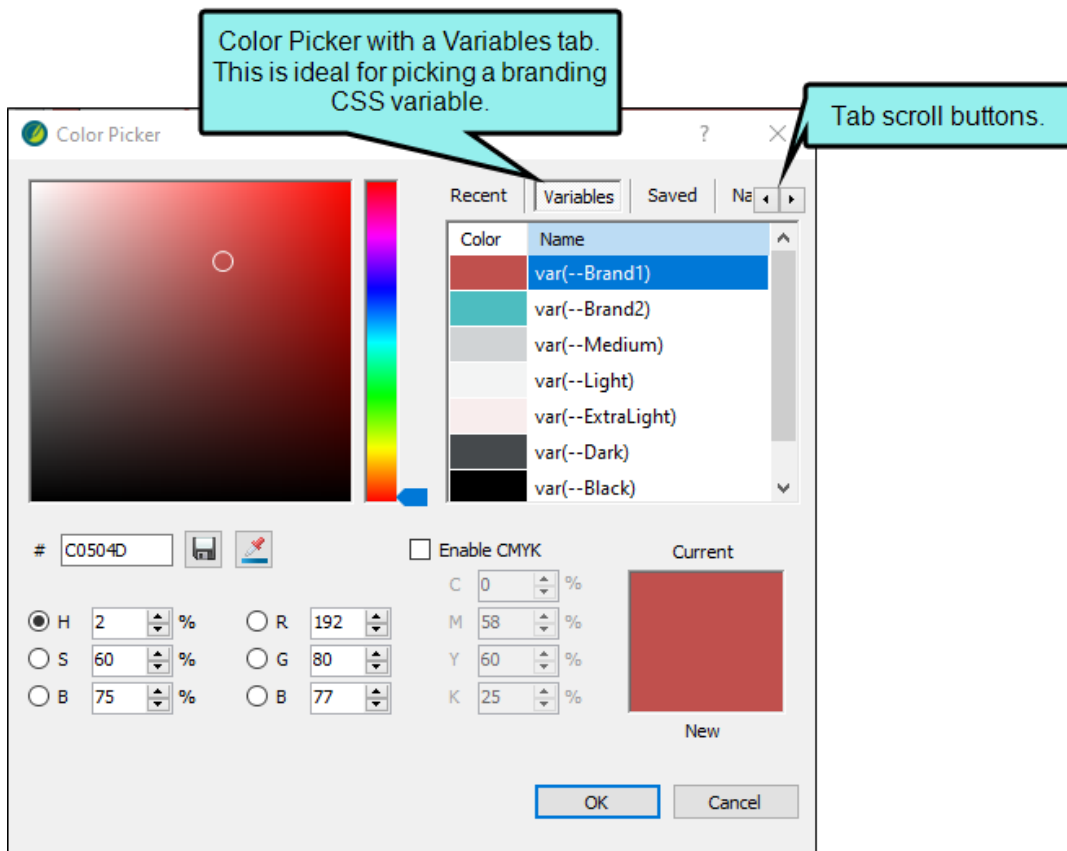 Color Picker with a Variables tab.
This is ideal for picking a branding
CSS variable.
Tab scroll buttons.
Color Picker ?
Recent Variables Saved Na
Color Name
var(--Brand1)
var(--Brand2)
var(--Medium)
var(--Light)
var(--ExtraLight)
var(--Dark)
var(--Black)
# C0504D Enable CMYK Current
C 0 %
H 2 % R 192 M 58 %
S 60 % G 80 Y 60 %
B 75 % B 77 K 25 %
New
OK Cancel